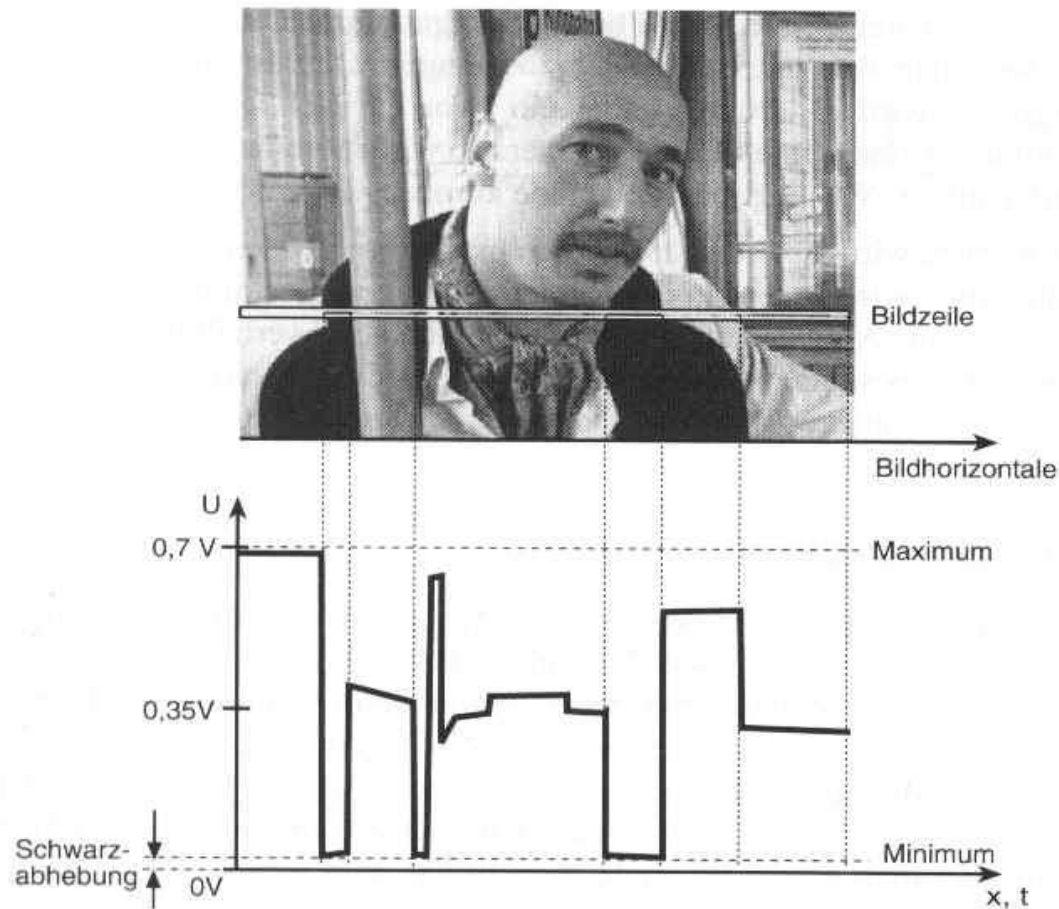 Bildzeile
Bildhorizontale
U
0,7 V
Maximum
0,35V
Schwarz-
abhebung
Minimum
0V
x, t